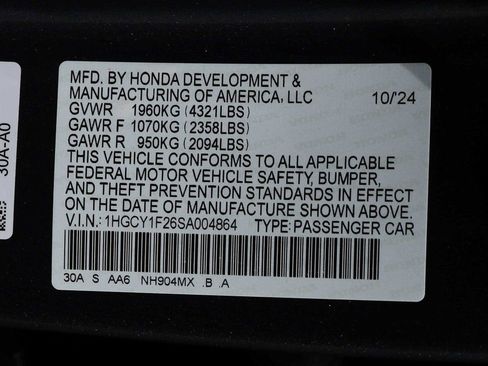 MFD. BY HONDA DEVELOPMENT &
MANUFACTURING OF AMERICA, LLC 10/'24
GVWR 1960KG (4321LBS)
GAWR F 1070KG (2358LBS)
GAWR R 950KG (2094LBS)
THIS VEHICLE CONFORMS TO ALL APPLICABLE
FEDERAL MOTOR VEHICLE SAFETY, BUMPER,
AND THEFT PREVENTION STANDARDS IN EFFECT
ON THE DATE OF MANUFACTURE SHOWN ABOVE.
V.I.N.: 1HGCY1F26SA004864 TYPE: PASSENGER CAR
30A S AA6 NH904MX .B .A
30A-A0